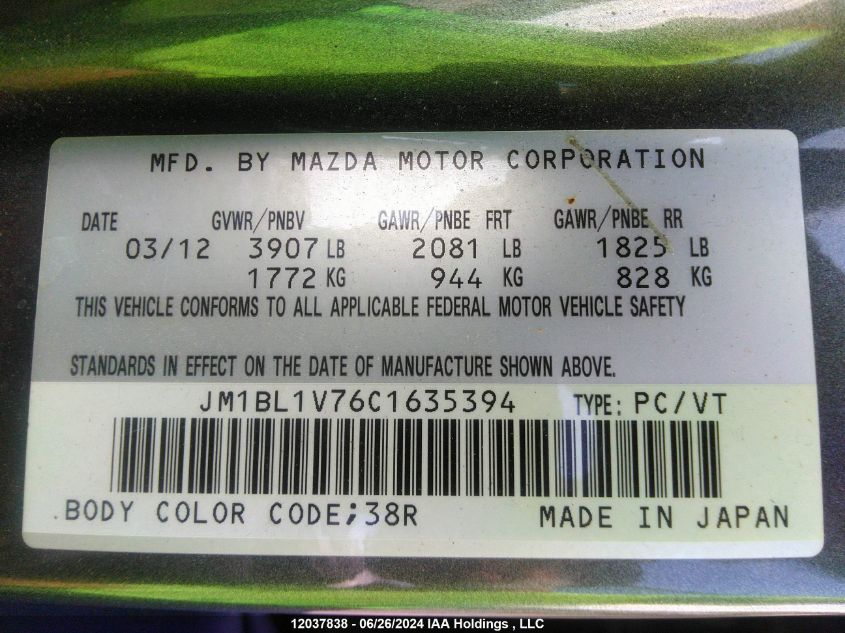 MFD. BY MAZDA MOTOR CORPORATION
DATE GVWR/PNBV GAWR/PNBE FRT GAWR/PNBE RR
03/12 3907 LB 2081 LB 1825 LB
1772 KG 944 KG 828 KG
THIS VEHICLE CONFORMS TO ALL APPLICABLE FEDERAL MOTOR VEHICLE SAFETY
STANDARDS IN EFFECT ON THE DATE OF MANUFACTURE SHOWN ABOVE.
JM1BL1V76C1635394 TYPE: PC/VT
BODY COLOR CODE;38R MADE IN JAPAN
12037838 - 06/26/2024 IAA Holdings , LLC